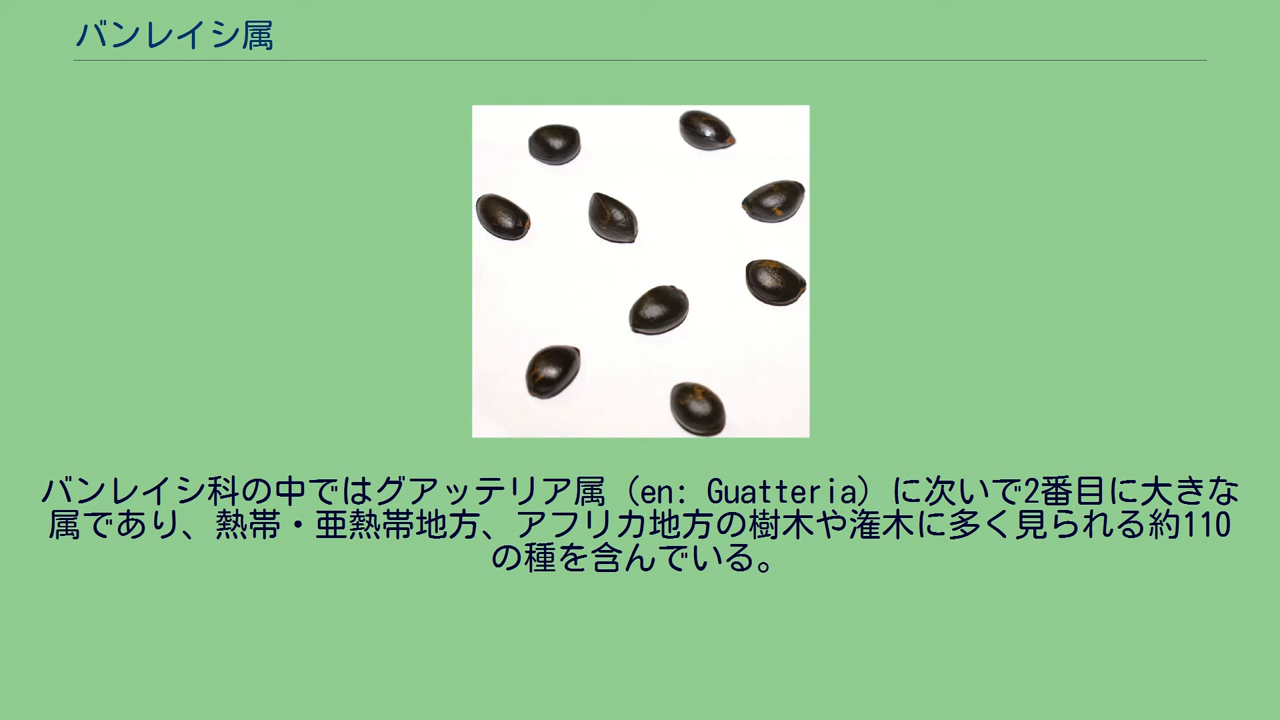 バンレイシ属
バンレイシ科の中ではグアッテリア属（en: Guatteria）に次いで2番目に大きな
属であり、熱帯・亜熱帯地方、アフリカ地方の樹木や潅木に多く見られる約110
の種を含んでいる。